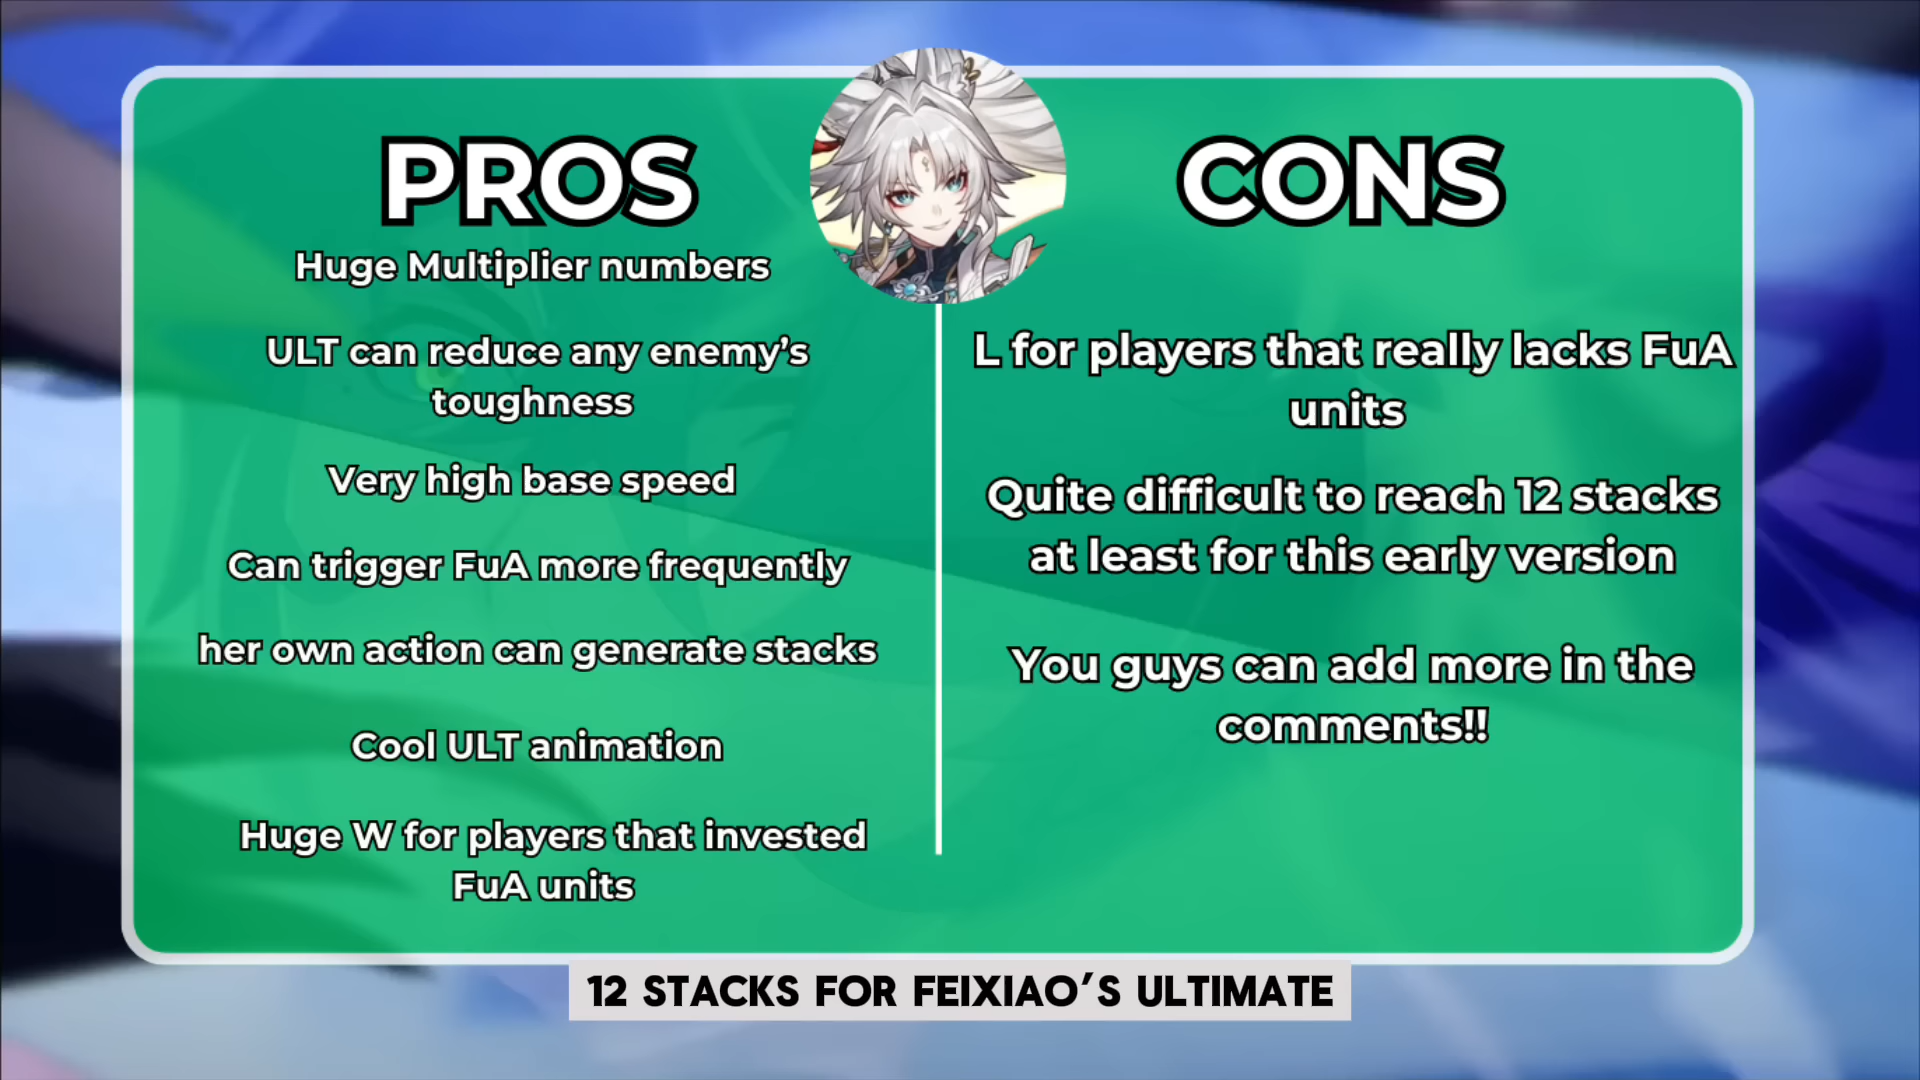 PROS
Huge Multiplier numbers
ULT can reduce any enemy’s
toughness
Very high base speed
Can trigger FuA more frequently
her own action can generate stacks
Cool ULT animation
Huge W for players that invested
FuA units
CONS
L for players that really lacks FuA
units
Quite difficult to reach 12 stacks
at least for this early version
You guys can add more in the
comments!!
12 STACKS FOR FEIXIAO’S ULTIMATE